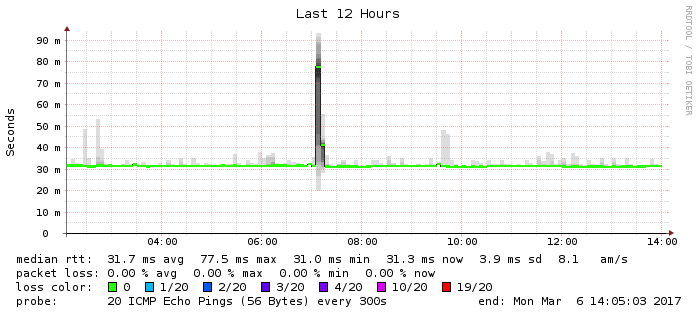 Last 12 Hours
RRDTOOL / TOBI OETIKER
Seconds
90 m
80 m
70 m
60 m
50 m
40 m
30 m
20 m
10 m
0
04:00 06:00 08:00 10:00 12:00 14:00
median rtt: 31.7 ms avg 77.5 ms max 31.0 ms min 31.3 ms now 3.9 ms sd 8.1 am/s
packet loss: 0.00 % avg 0.00 % max 0.00 % min 0.00 % now
loss color: 0 1/20 2/20 3/20 4/20 10/20 19/20
probe: 20 ICMP Echo Pings (56 Bytes) every 300s end: Mon Mar 6 14:05:03 2017